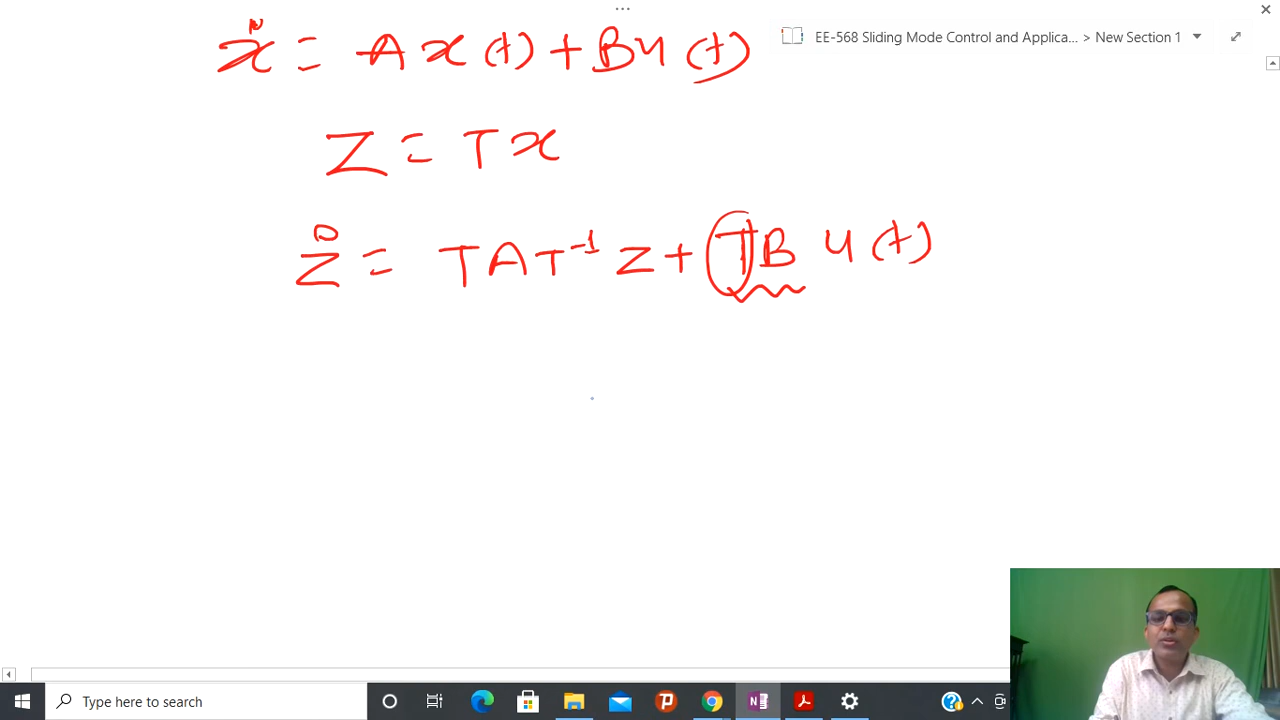 ẋ = Ax(t) + Bu(t)
EE-568 Sliding Mode Control and Applica... > New Section 1
Z = Tx
Ż = TAT⁻¹ Z + TB u(t)
Type here to search